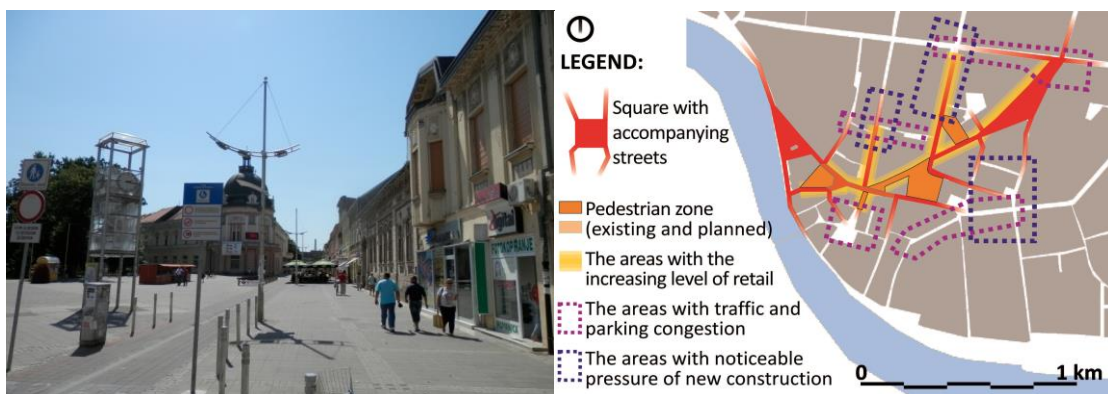 FOTOKOPIRANJE
LEGEND:
Square with
accompanying
streets
Pedestrian zone
(existing and planned)
The areas with the
increasing level of retail
The areas with traffic and
parking congestion
The areas with noticeable
pressure of new construction
0 1 km